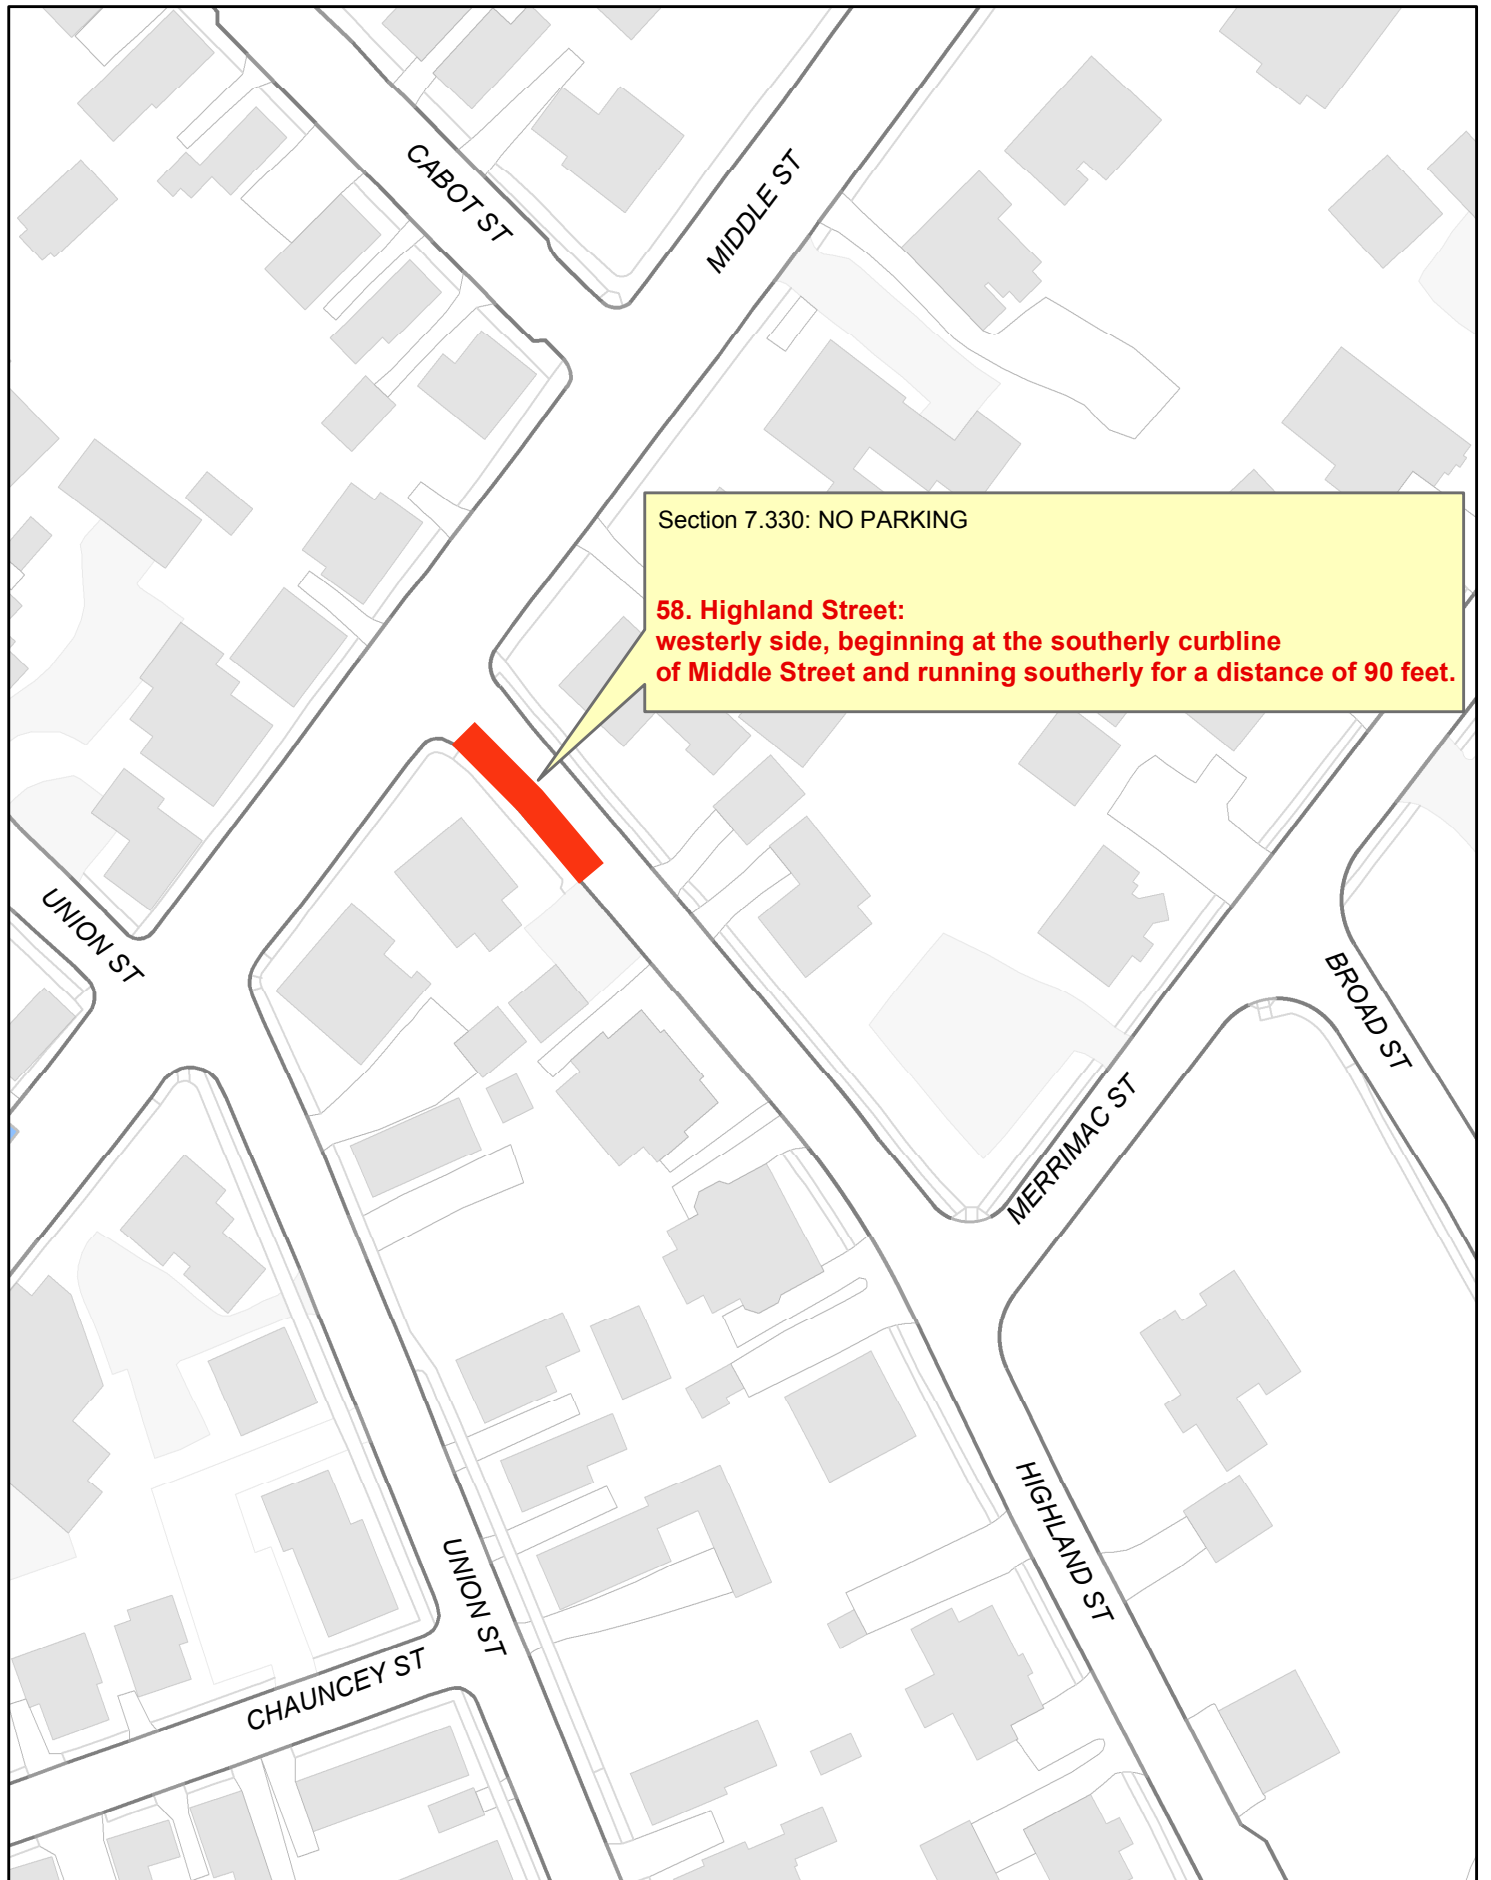 CABOT ST
MIDDLE ST
Section 7.330: NO PARKING
58. Highland Street:
westerly side, beginning at the southerly curbline
of Middle Street and running southerly for a distance of 90 feet.
UNION ST
BROAD ST
MERRIMAC ST
HIGHLAND ST
UNION ST
CHAUNCEY ST